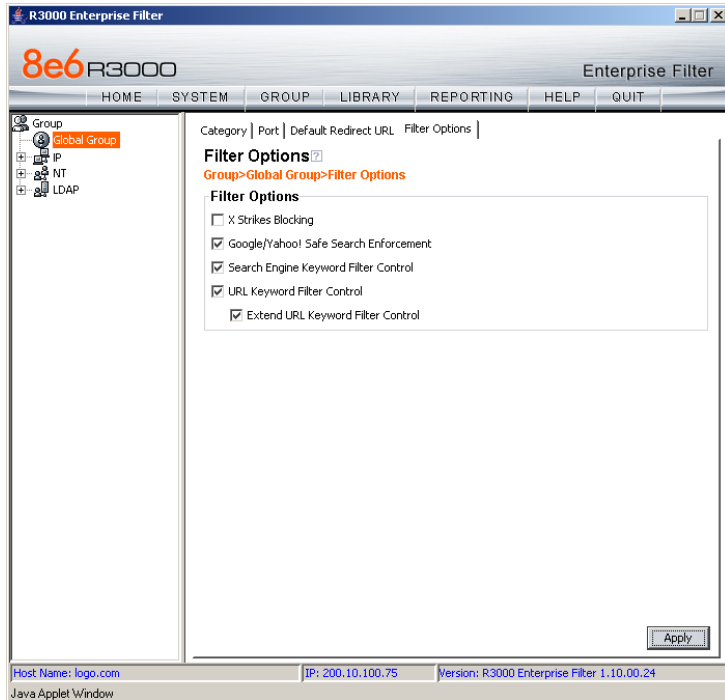 R3000 Enterprise Filter
8e6 R3000
Enterprise Filter
HOME SYSTEM GROUP LIBRARY REPORTING HELP QUIT
Group
Global Group
IP
NT
LDAP
Category Port Default Redirect URL Filter Options
Filter Options ?
Group>Global Group>Filter Options
Filter Options
X Strikes Blocking
Google/Yahoo! Safe Search Enforcement
Search Engine Keyword Filter Control
URL Keyword Filter Control
Extend URL Keyword Filter Control
Apply
Host Name: logo.com IP: 200.10.100.75 Version: R3000 Enterprise Filter 1.10.00.24
Java Applet Window